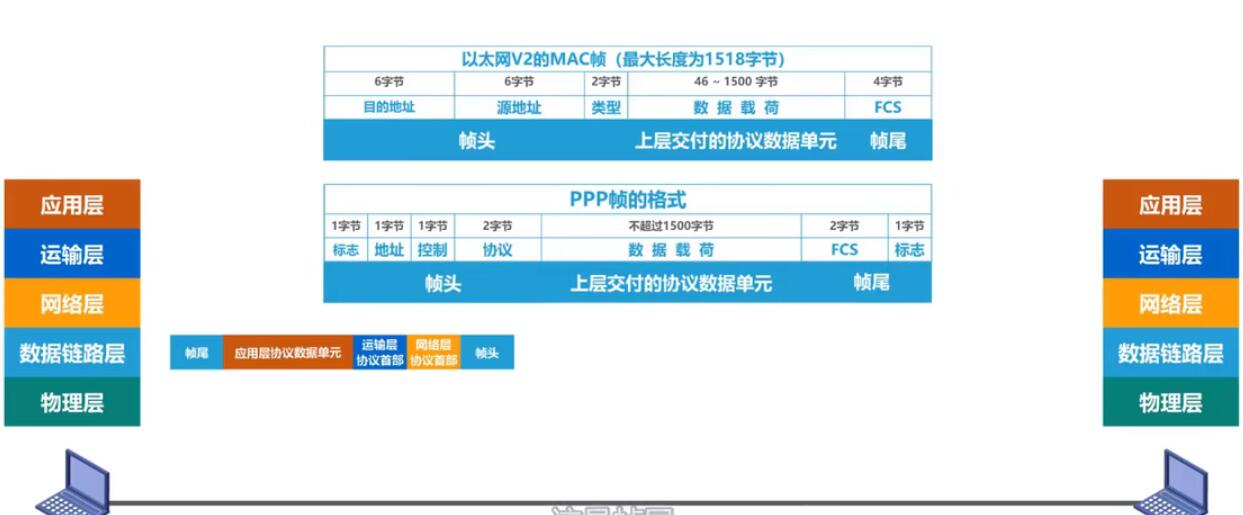 以太网V2的MAC帧（最大长度为1518字节）
6字节 6字节 2字节 46 ~ 1500 字节 4字节
目的地址 源地址 类型 数据载荷 FCS
帧头 上层交付的协议数据单元 帧尾
PPP帧的格式
1字节 1字节 1字节 2字节 不超过1500字节 2字节 1字节
标志 地址 控制 协议 数据载荷 FCS 标志
帧头 上层交付的协议数据单元 帧尾
应用层
运输层
网络层
数据链路层
物理层
帧尾 应用层协议数据单元 运输层协议首部 网络层协议首部 帧头
应用层
运输层
网络层
数据链路层
物理层